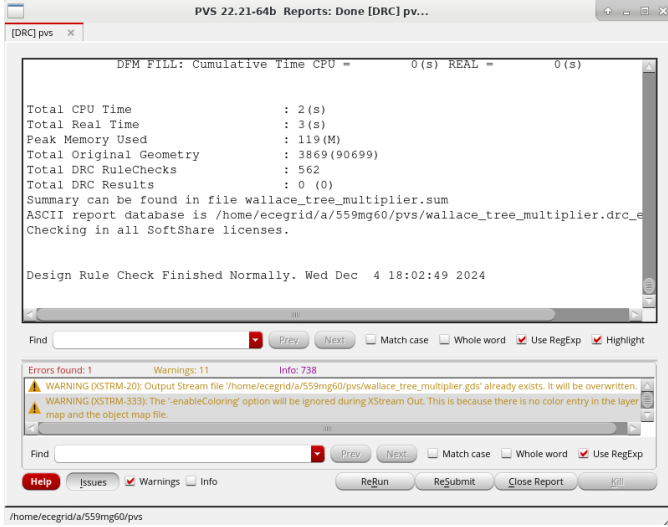 PVS 22.21-64b Reports: Done [DRC] pv...
[DRC] pvs
DFM FILL: Cumulative Time CPU = 0(s) REAL = 0(s)
Total CPU Time : 2(s)
Total Real Time : 3(s)
Peak Memory Used : 119(M)
Total Original Geometry : 3869(90699)
Total DRC RuleChecks : 562
Total DRC Results : 0 (0)
Summary can be found in file wallace_tree_multiplier.sum
ASCII report database is /home/ecegrid/a/559mg60/pvs/wallace_tree_multiplier.drc_e
Checking in all SoftShare licenses.
Design Rule Check Finished Normally. Wed Dec 4 18:02:49 2024
Find Prev Next Match case Whole word Use RegExp Highlight
Errors found: 1 Warnings: 11 Info: 738
WARNING (XSTRM-20): Output Stream file '/home/ecegrid/a/559mg60/pvs/wallace_tree_multiplier.gds' already exists. It will be overwritten.
WARNING (XSTRM-333): The '-enableColoring' option will be ignored during XStream Out. This is because there is no color entry in the layer
map and the object map file.
Find Prev Next Match case Whole word Use RegExp
Help Issues Warnings Info ReRun ReSubmit Close Report Kill
/home/ecegrid/a/559mg60/pvs